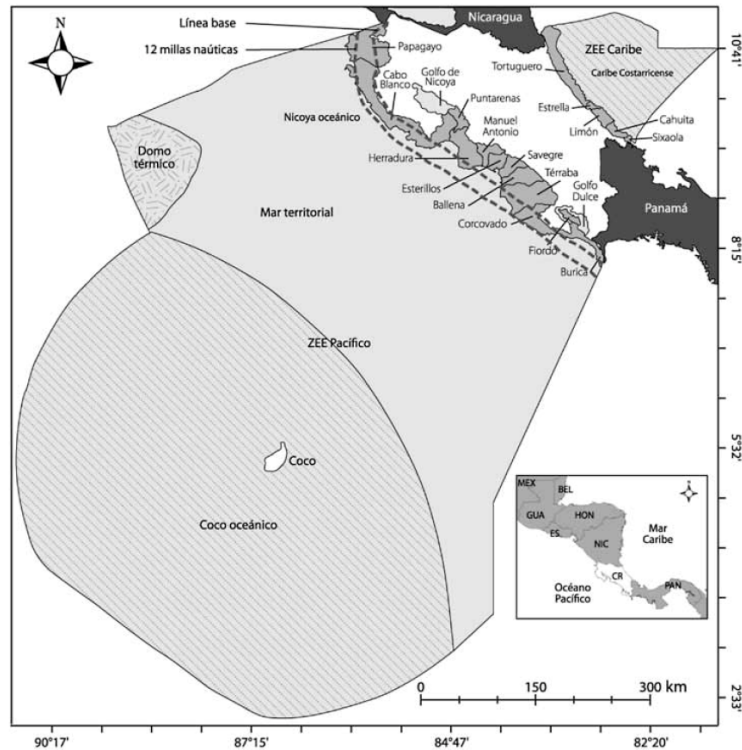 N
Línea base
12 millas naúticas
Nicaragua
Papagayo
Golfo de
Nicoya
Cabo
Blanco
Puntarenas
Manuel
Antonio
Nicoya oceánico
Herradura
Savegre
Esterillos
Térraba
Ballena
Golfo
Dulce
Corcovado
Fiordo
Burica
Tortuguero
ZEE Caribe
Caribe Costarricense
Estrella
Limón
Cahuita
Sixaola
Panamá
Domo
térmico
Mar territorial
ZEE Pacífico
Coco
Coco oceánico
10°41'
8°15'
5°32'
2°33'
MEX
BEL
GUA
HON
ES.
NIC
Mar
Caribe
CR
PAN
Océano
Pacífico
0 150 300 km
90°17' 87°15' 84°47' 82°20'